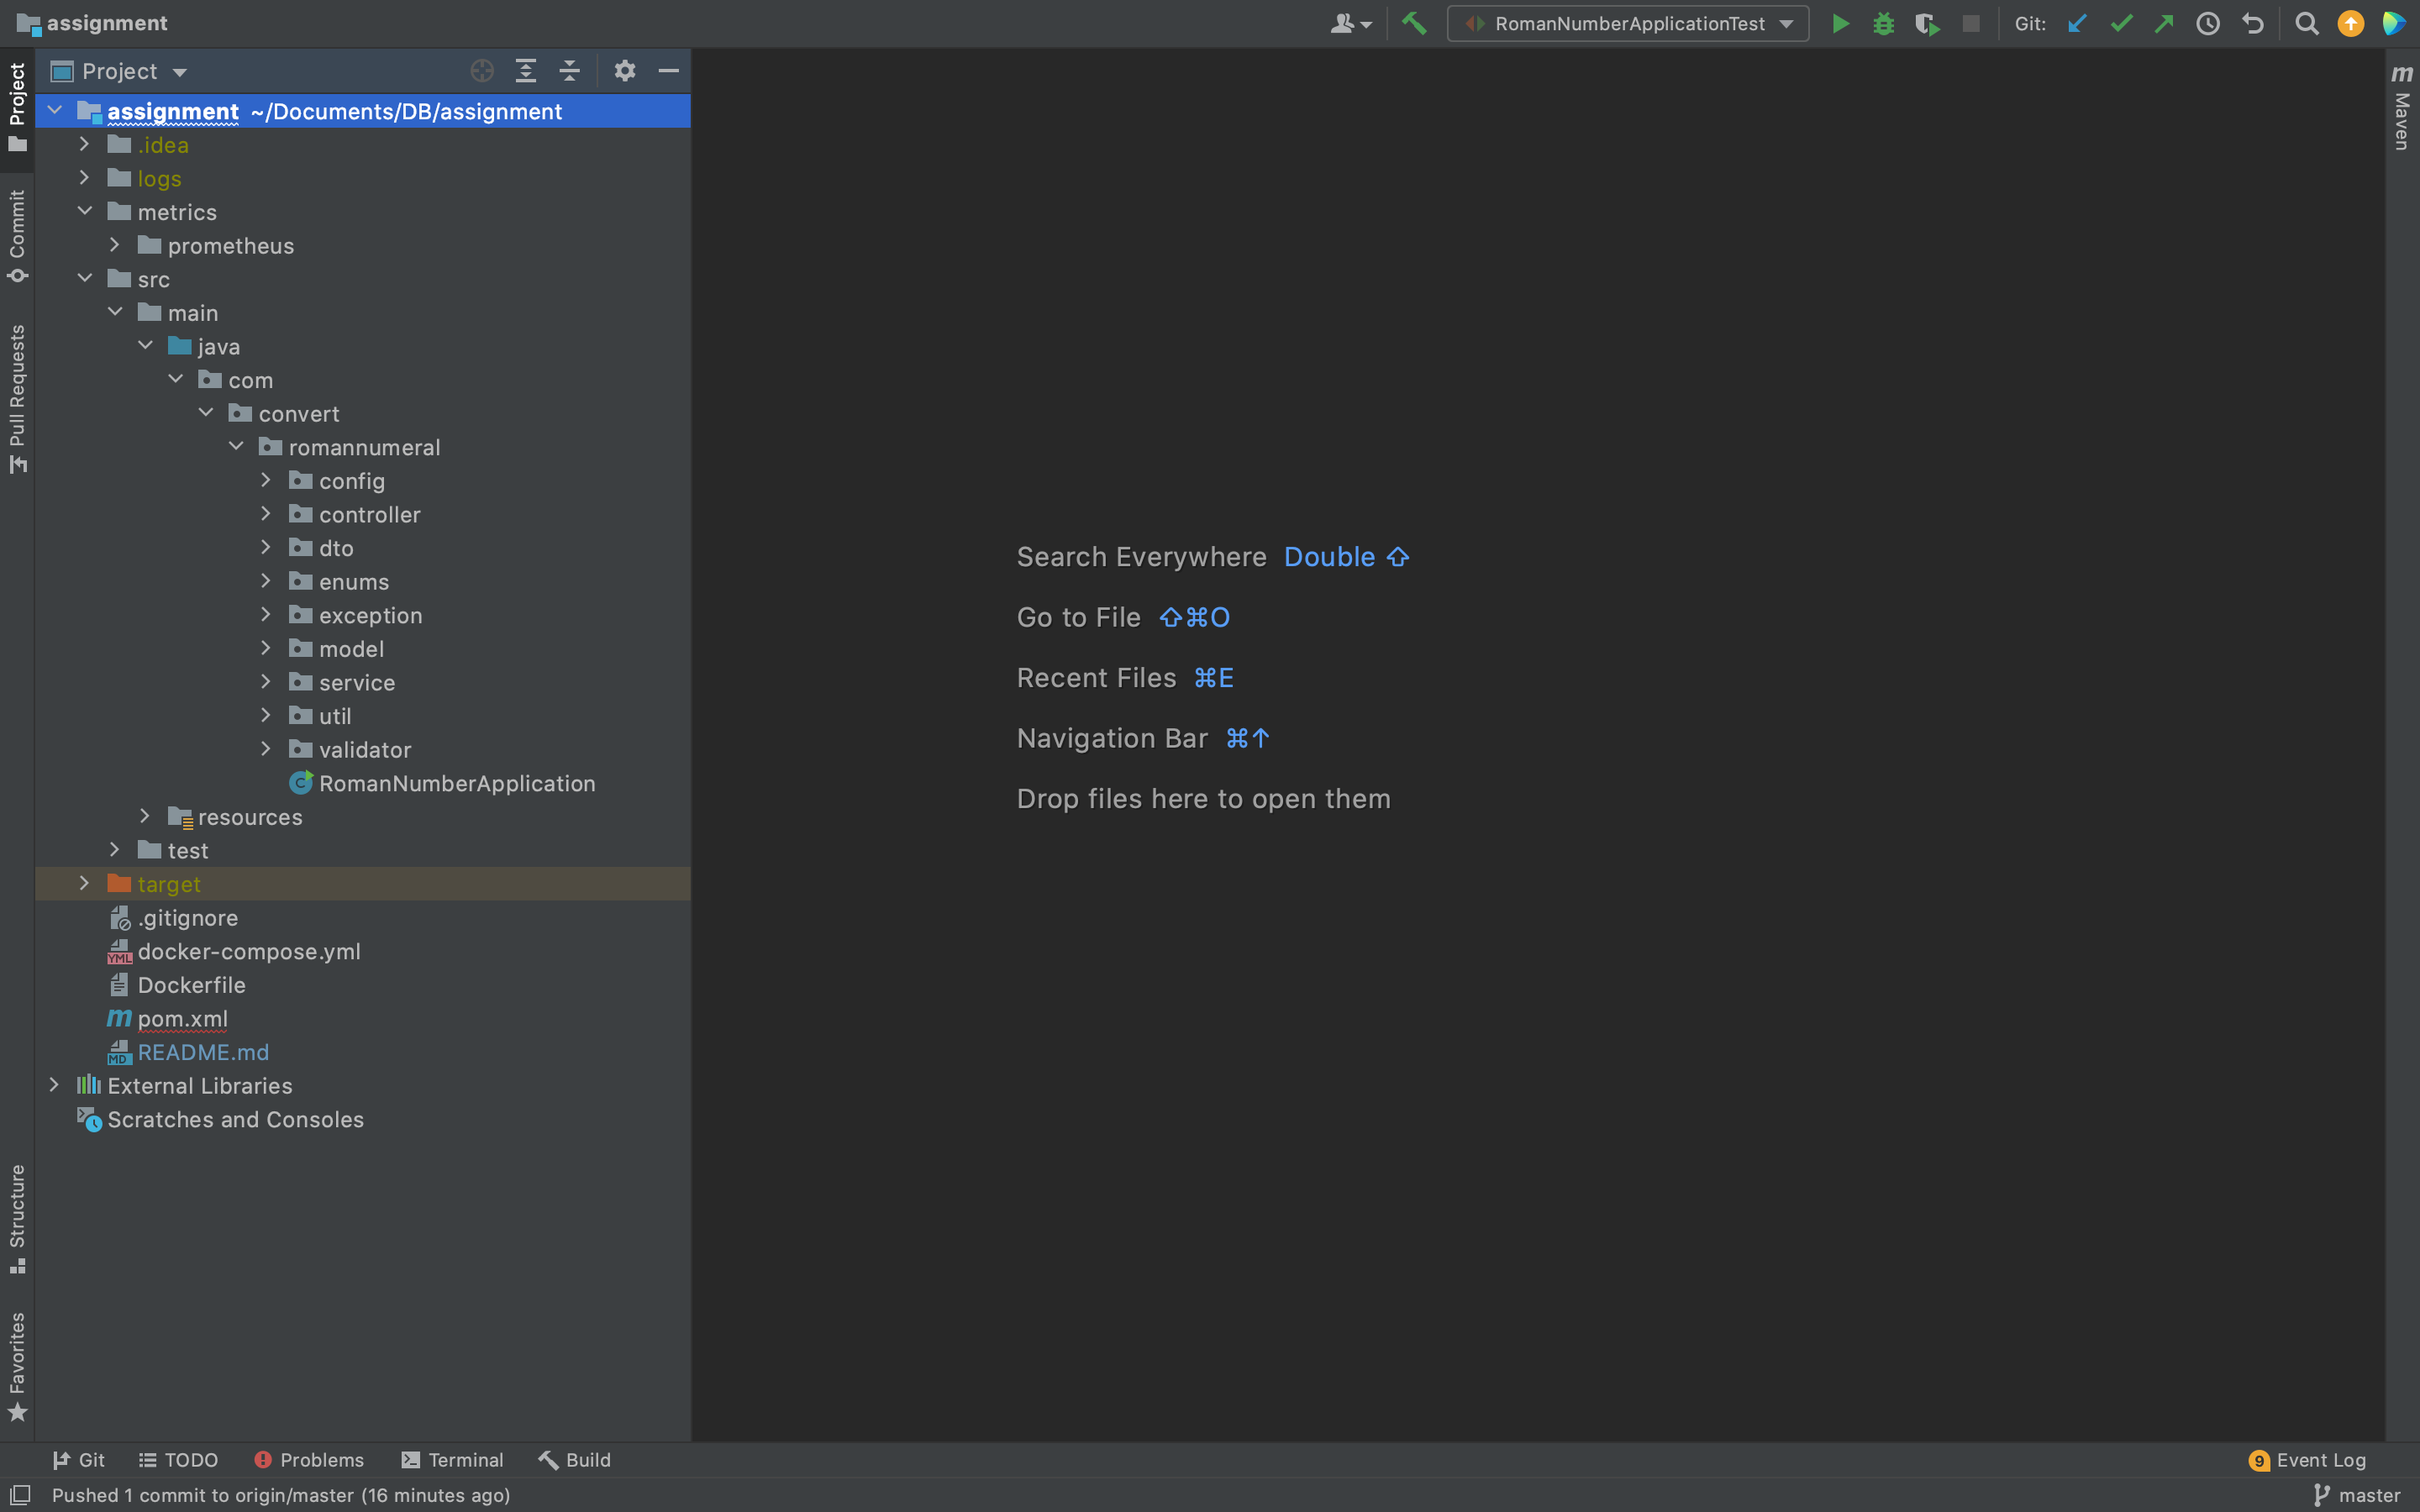 assignment
RomanNumberApplicationTest
Git:
Project
Project
Commit
Pull Requests
Structure
Favorites
assignment ~/Documents/DB/assignment
.idea
logs
metrics
prometheus
src
main
java
com
convert
romannumeral
config
controller
dto
enums
exception
model
service
util
validator
C RomanNumberApplication
resources
test
target
.gitignore
YML docker-compose.yml
Dockerfile
m pom.xml
MD README.md
External Libraries
Scratches and Consoles
Search Everywhere Double ⇧
Go to File ⇧⌘O
Recent Files ⌘E
Navigation Bar ⌘↑
Drop files here to open them
m
Maven
Git
TODO
Problems
Terminal
Build
9 Event Log
Pushed 1 commit to origin/master (16 minutes ago)
master